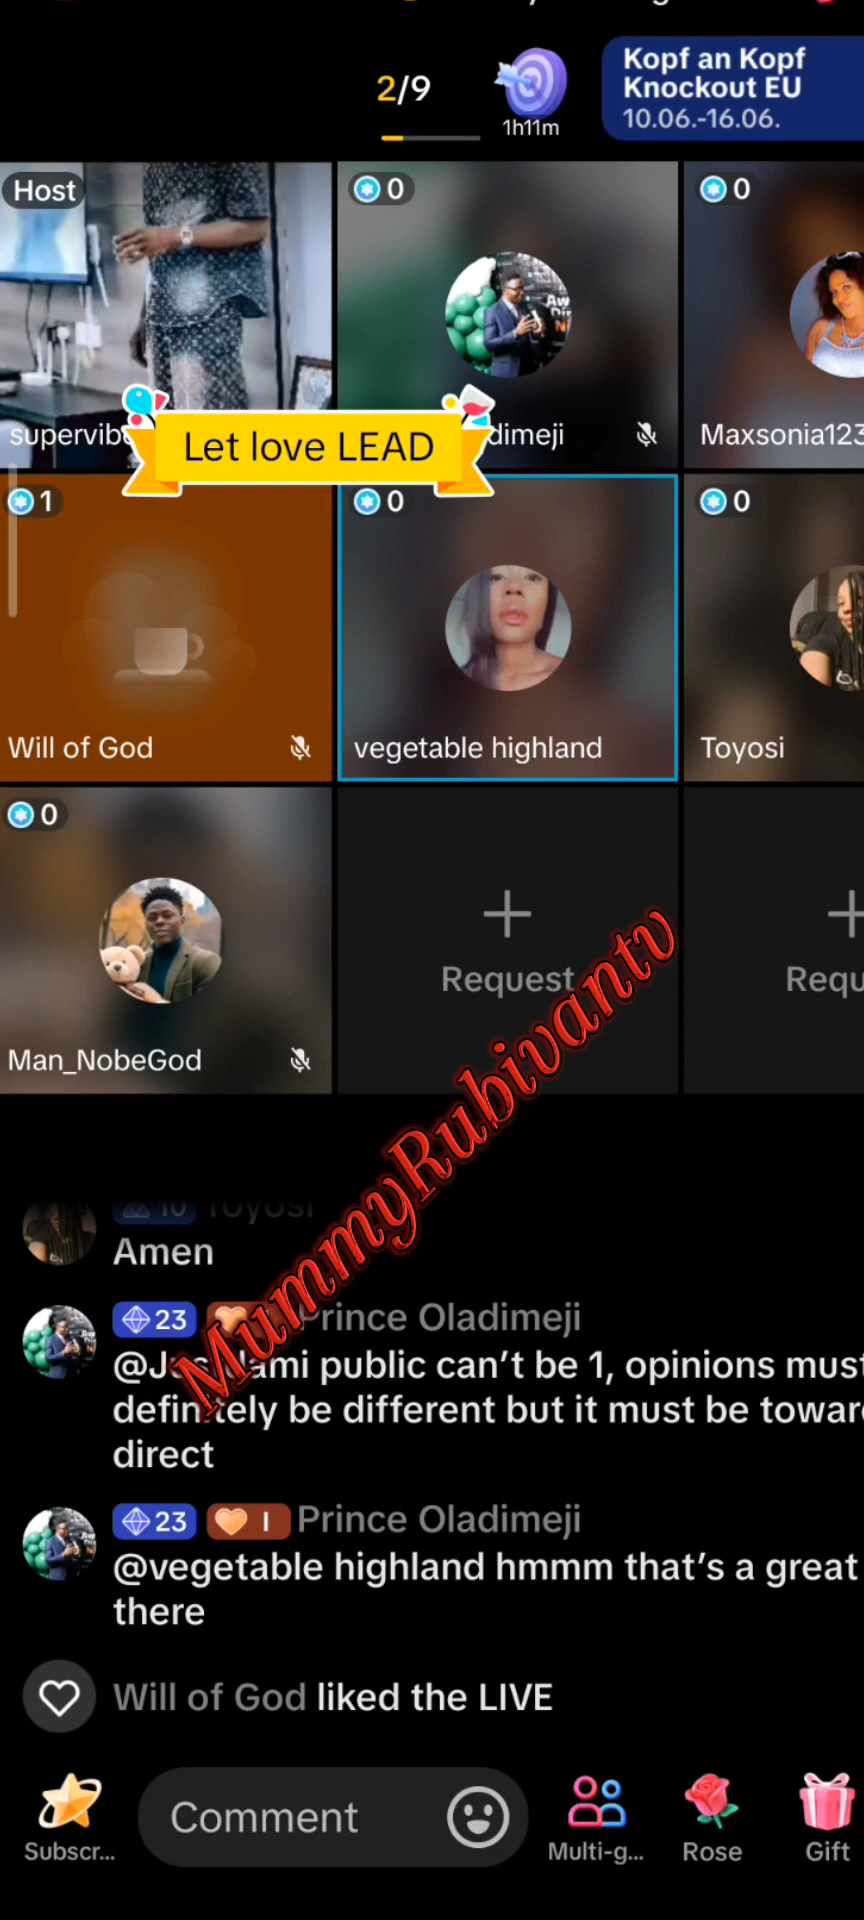 2/9
1h11m
Kopf an Kopf
Knockout EU
10.06.-16.06.
Host
0
0
Let love LEAD
dimeji
Maxsonia123
1
0
0
Will of God
vegetable highland
Toyosi
0
Request
Man_NobeGod
MummyRubivantv
10 Toyosi
Amen
23 Prince Oladimeji
public can't be 1, opinions must
definitely be different but it must be
direct
23 I Prince Oladimeji
@vegetable highland hmmm that's a great
there
Will of God liked the LIVE
Comment
Subscr...
Multi-g...
Rose
Gift